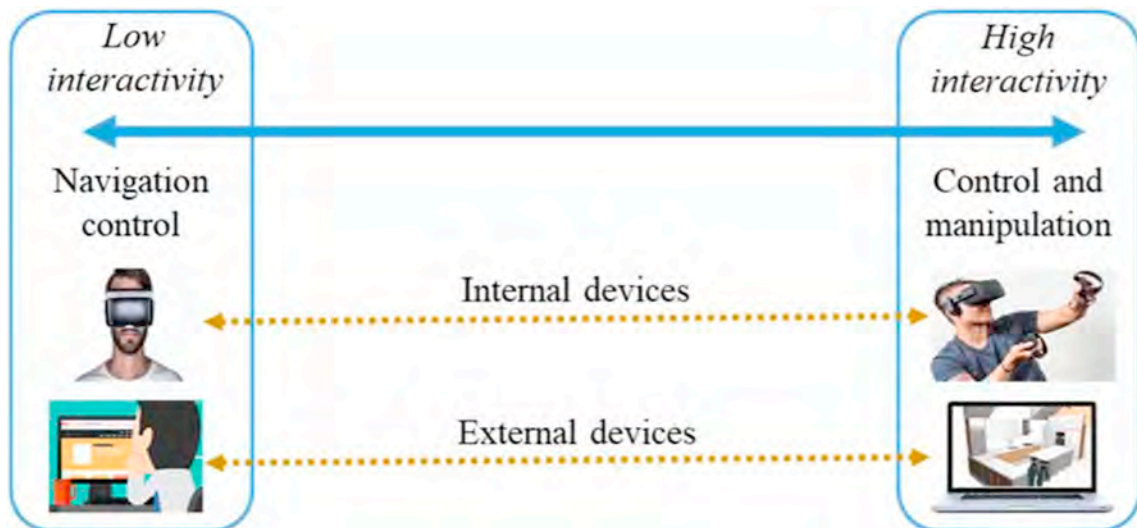 Low
interactivity
High
interactivity
Navigation
control
Control and
manipulation
Internal devices
External devices